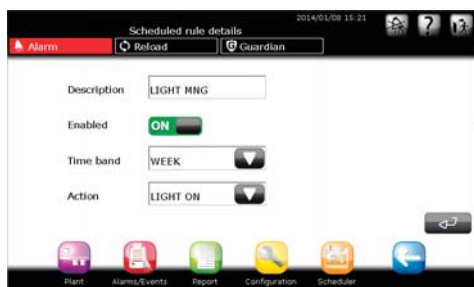 2014/01/08 15:21
Scheduled rule details
?
Alarm Reload G Guardian
Description LIGHT MNG
Enabled ON
Time band WEEK
Action LIGHT ON
Plant Alarms/Events Report Configuration Scheduler